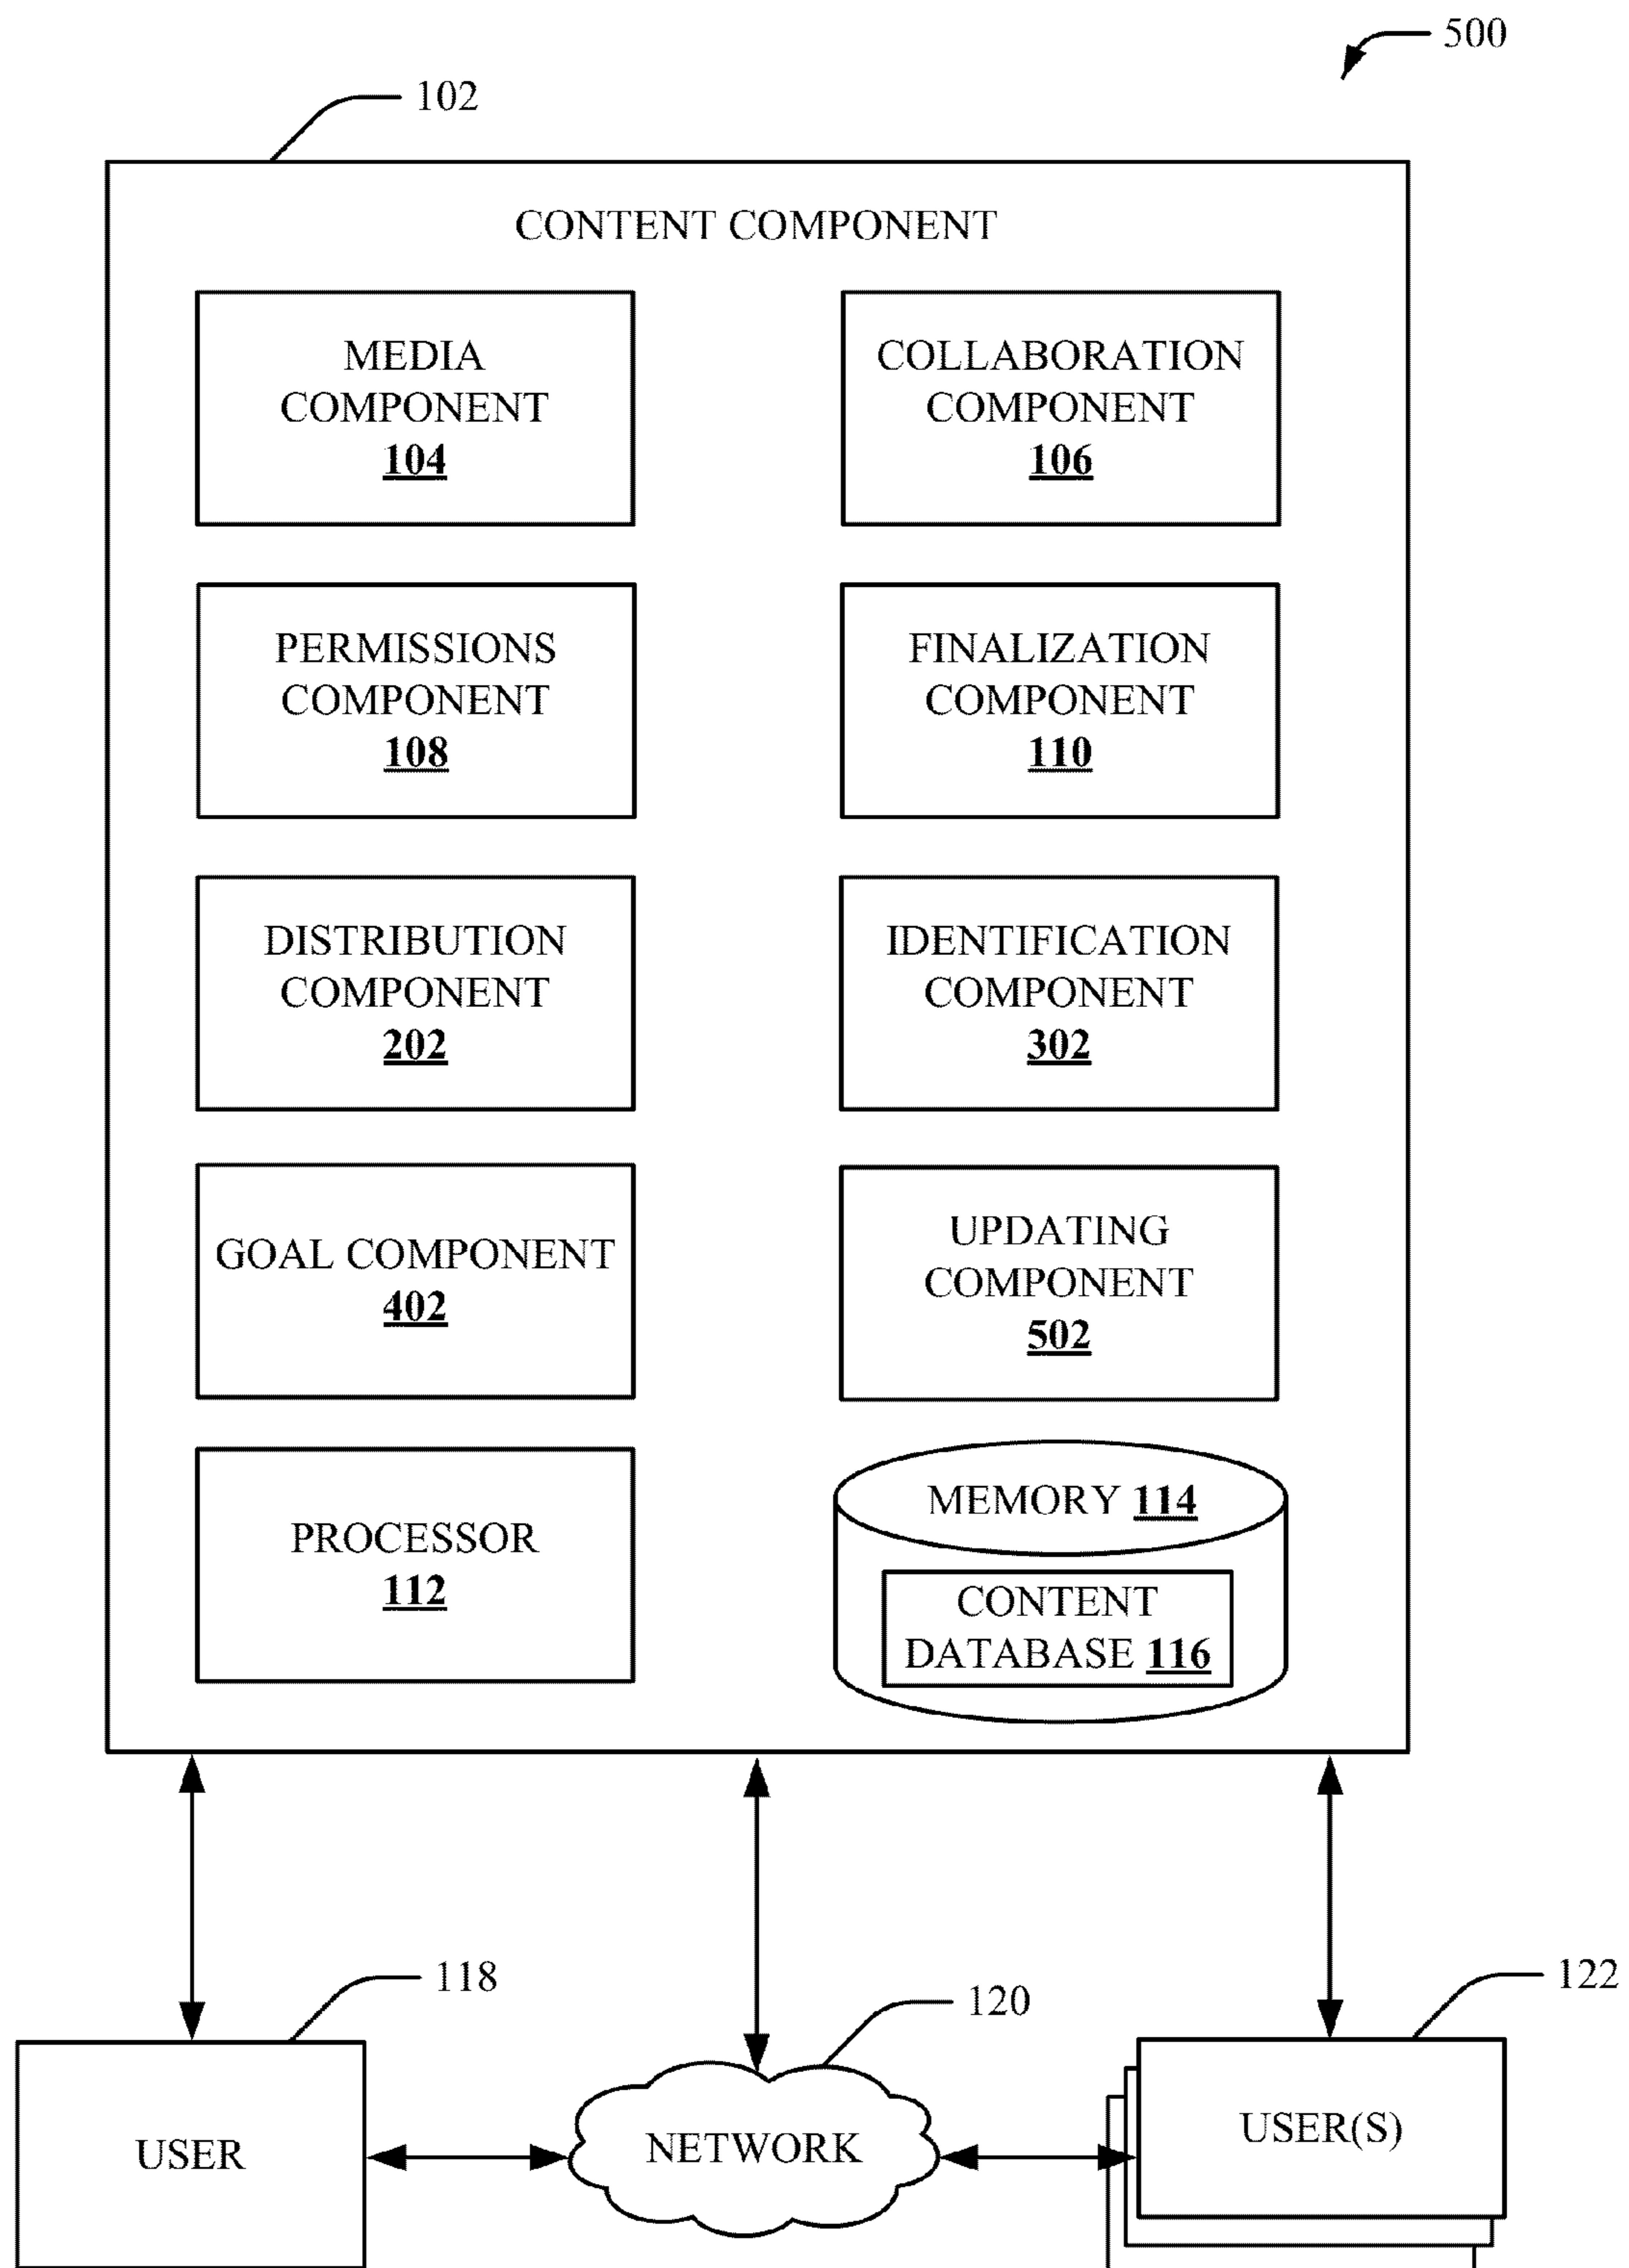 500
102
CONTENT COMPONENT
MEDIA
COMPONENT
104
COLLABORATION
COMPONENT
106
PERMISSIONS
COMPONENT
108
FINALIZATION
COMPONENT
110
DISTRIBUTION
COMPONENT
202
IDENTIFICATION
COMPONENT
302
GOAL COMPONENT
402
UPDATING
COMPONENT
502
PROCESSOR
112
MEMORY 114
CONTENT
DATABASE 116
118
120
122
USER
NETWORK
USER(S)